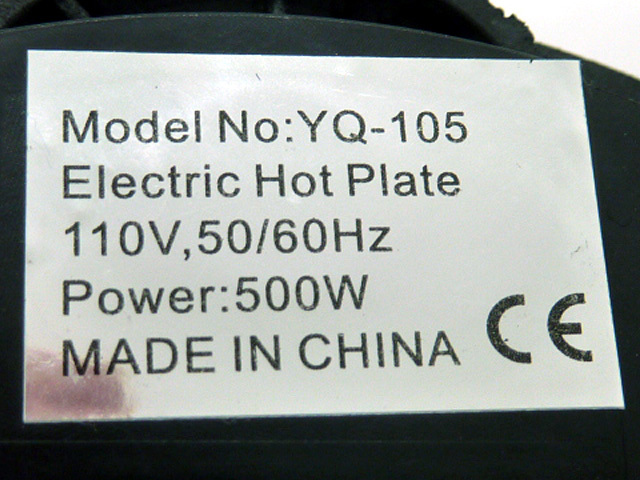 Model No:YQ-105
Electric Hot Plate
110V,50/60Hz
Power:500W
MADE IN CHINA
CE